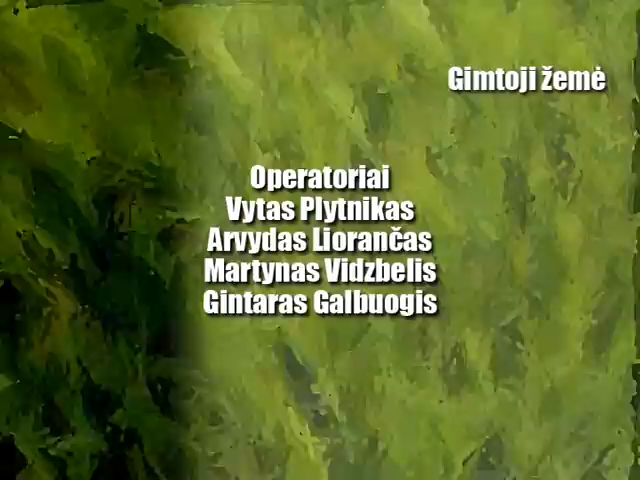 Gimtoji žemė
Operatoriai
Vytas Plytnikas
Arvydas Liorančas
Martynas Vidzbelis
Gintaras Galbuogis